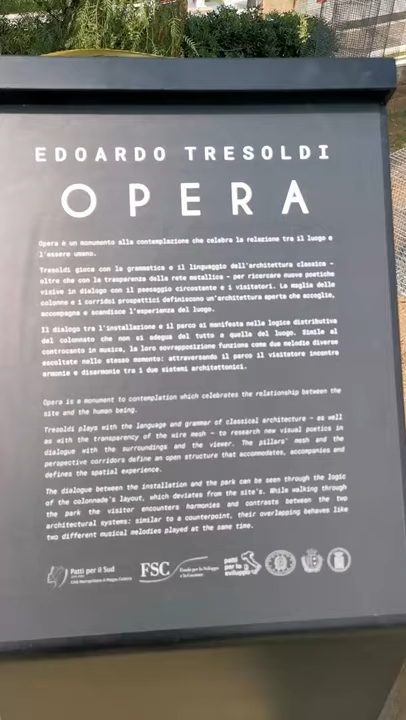 EDOARDO TRESOLDI
OPERA
Opera è un monumento alla contemplazione che celebra la relazione tra il luogo e
l'essere umano.
Tresoldi gioca con la grammatica e il linguaggio dell'architettura classica –
oltre che con la trasparenza della rete metallica – per ricercare nuove poetiche
visive in dialogo con il paesaggio circostante e i visitatori. La maglia delle
colonne e i corridoi prospettici definiscono un'architettura aperta che accoglie,
accompagna e scandisce l'esperienza del luogo.
Il dialogo tra l'installazione e il parco si manifesta nella logica distributiva
del colonnato che non si adegua del tutto a quella del luogo. Simile al
controcanto in musica, la loro sovrapposizione funziona come due melodie diverse
ascoltate nello stesso momento: attraversando il parco il visitatore incontra
armonie e disarmonie tra i due sistemi architettonici.
Opera is a monument to contemplation which celebrates the relationship between the
site and the human being.
Tresoldi plays with the language and grammar of classical architecture – as well
as with the transparency of the wire mesh – to research new visual poetics in
dialogue with the surroundings and the viewer. The pillars' mesh and the
perspective corridors define an open structure that accommodates, accompanies and
defines the spatial experience.
The dialogue between the installation and the park can be seen through the logic
of the colonnade's layout, which deviates from the site's. While walking through
the park the visitor encounters harmonies and contrasts between the two
architectural systems: similar to a counterpoint, their overlapping behaves like
two different musical melodies played at the same time.
Patti per il Sud
FSC
Fondo per lo Sviluppo
e la Coesione
patti
per lo
sviluppo